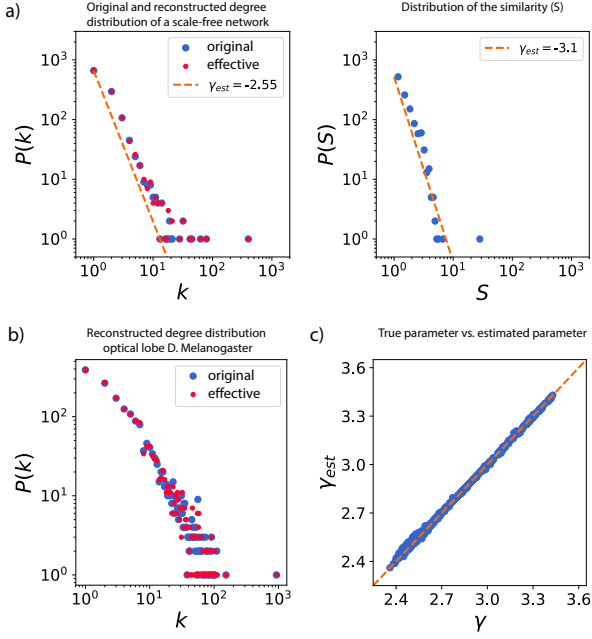 a)
Original and reconstructed degree
distribution of a scale-free network
original
effective
γest = -2.55
P(k)
10³
10²
10¹
10⁰
10⁰ 10¹ 10² 10³
k
Distribution of the similarity (S)
γest = -3.1
P(S)
10³
10²
10¹
10⁰
10⁰ 10¹ 10² 10³
S
b)
Reconstructed degree distribution
optical lobe D. Melanogaster
original
effective
P(k)
10²
10¹
10⁰
10⁰ 10¹ 10² 10³
k
c)
True parameter vs. estimated parameter
γest
3.6
3.3
3.0
2.7
2.4
2.4 2.7 3.0 3.3 3.6
γ